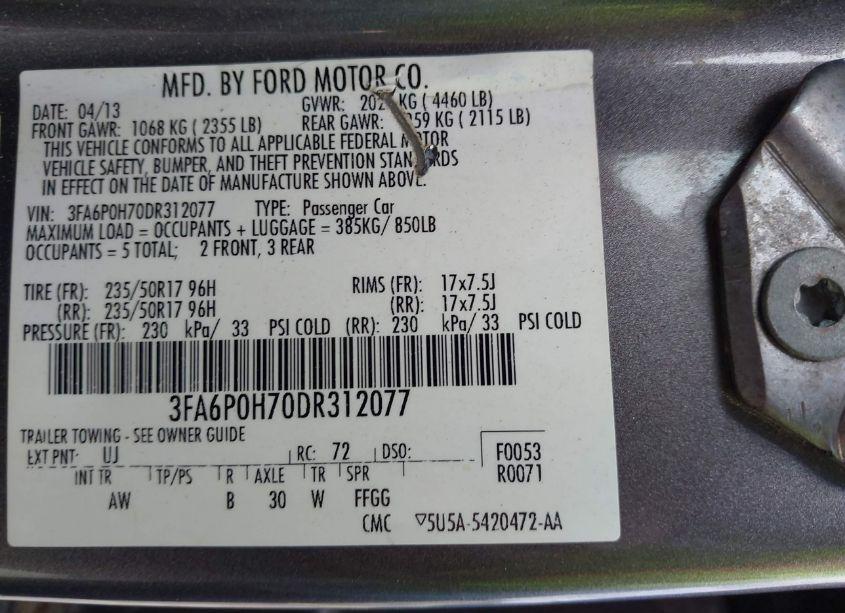 MFD. BY FORD MOTOR CO.
DATE: 04/13 GVWR: KG ( 4460 LB)
FRONT GAWR: 1068 KG ( 2355 LB) REAR GAWR: KG ( 2115 LB)
THIS VEHICLE CONFORMS TO ALL APPLICABLE FEDERAL MOTOR
VEHICLE SAFETY, BUMPER, AND THEFT PREVENTION STANDARDS
IN EFFECT ON THE DATE OF MANUFACTURE SHOWN ABOVE.
VIN: 3FA6P0H70DR312077 TYPE: Passenger Car
MAXIMUM LOAD = OCCUPANTS + LUGGAGE = 385KG/ 850LB
OCCUPANTS = 5 TOTAL; 2 FRONT, 3 REAR
TIRE (FR): 235/50R17 96H RIMS (FR): 17x7.5J
(RR): 235/50R17 96H (RR): 17x7.5J
PRESSURE (FR): 230 kPa/ 33 PSI COLD (RR): 230 kPa/ 33 PSI COLD
3FA6P0H70DR312077
TRAILER TOWING - SEE OWNER GUIDE
EXT PNT: UJ RC: 72 DSO: F0053
INT TR TP/PS R AXLE TR SPR R0071
AW B 30 W FFGG
CMC ▽5U5A-5420472-AA